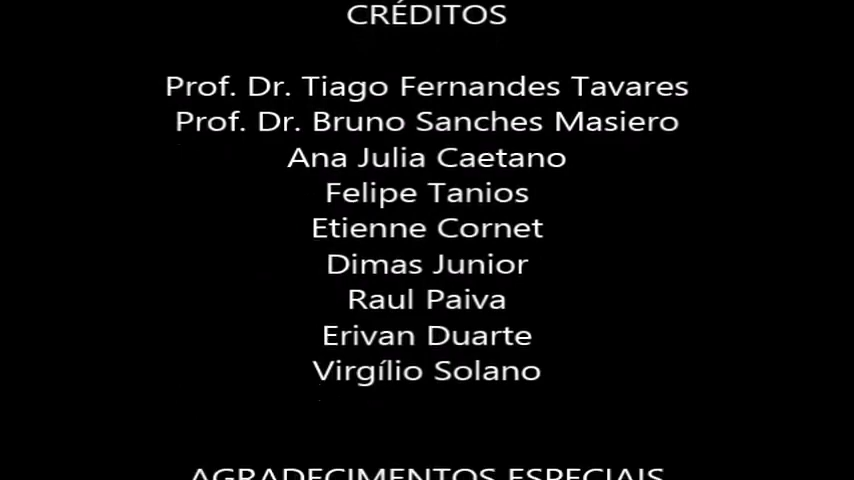 CRÉDITOS
Prof. Dr. Tiago Fernandes Tavares
Prof. Dr. Bruno Sanches Masiero
Ana Julia Caetano
Felipe Tanios
Etienne Cornet
Dimas Junior
Raul Paiva
Erivan Duarte
Virgílio Solano
AGRADECIMENTOS ESPECIAIS